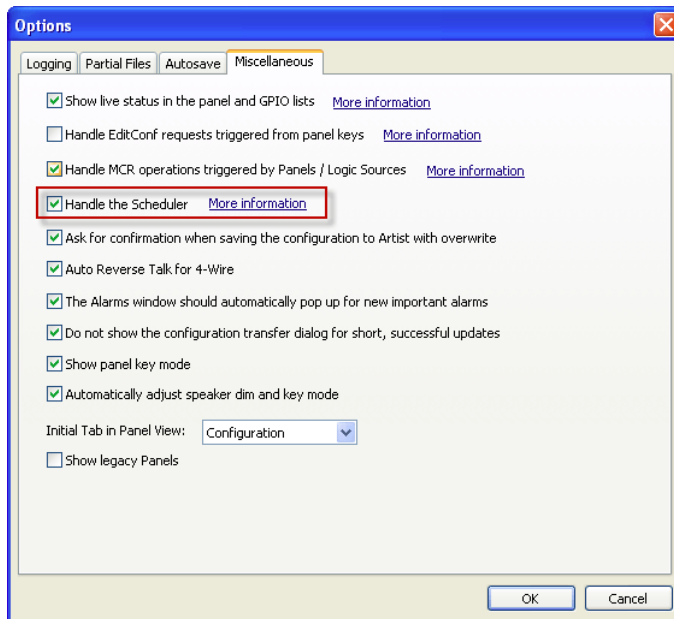 Options
Logging Partial Files Autosave Miscellaneous
Show live status in the panel and GPIO lists More information
Handle EditConf requests triggered from panel keys More information
Handle MCR operations triggered by Panels / Logic Sources More information
Handle the Scheduler More information
Ask for confirmation when saving the configuration to Artist with overwrite
Auto Reverse Talk for 4-Wire
The Alarms window should automatically pop up for new important alarms
Do not show the configuration transfer dialog for short, successful updates
Show panel key mode
Automatically adjust speaker dim and key mode
Initial Tab in Panel View: Configuration
Show legacy Panels
OK Cancel